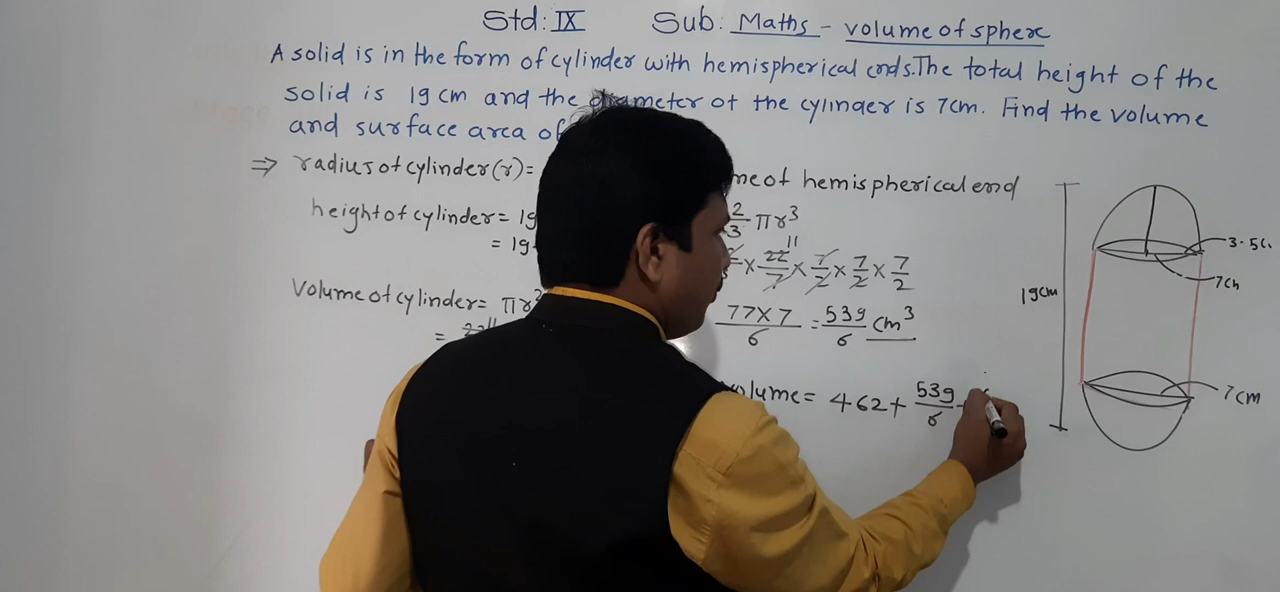 Std: IX Sub: Maths - volume of sphere
A solid is in the form of cylinder with hemispherical ends. The total height of the
solid is 19 cm and the diameter of the cylinder is 7cm. Find the volume
and surface area of
⇒ radius of cylinder (r) =
height of cylinder = 19
= 19
Volume of cylinder = πr²
=
of hemispherical end
2/3 πr³
× 22/7 × 7/2 × 7/2 × 7/2
11
77×7/6 = 539/6 cm³
volume = 462 + 539/6
19cm
3.5c
7cm
7cm